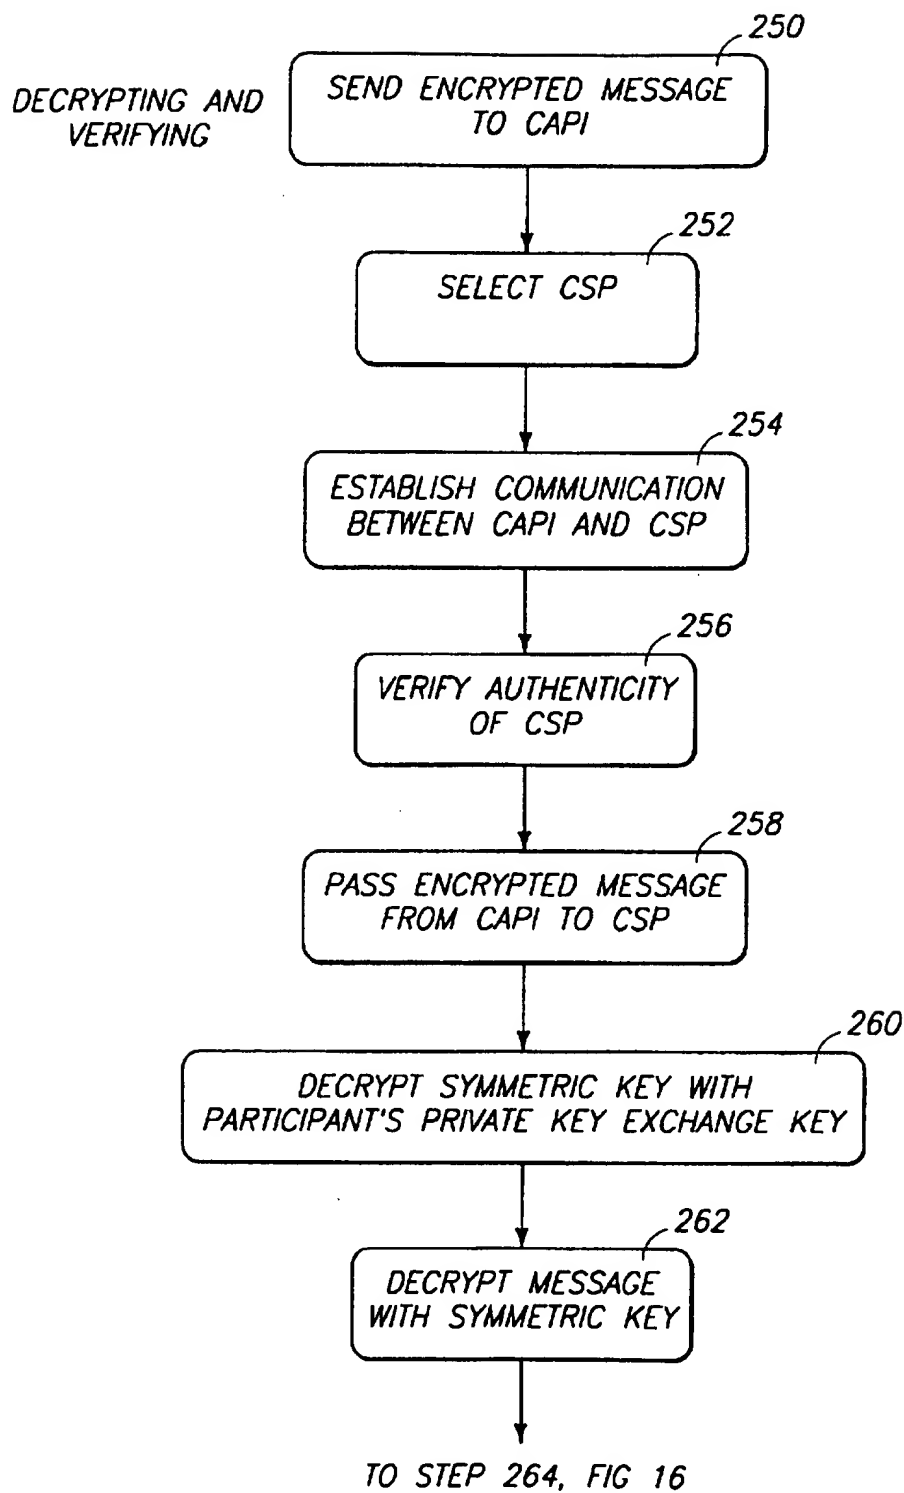 250
DECRYPTING AND
VERIFYING
SEND ENCRYPTED MESSAGE
TO CAPI
252
SELECT CSP
254
ESTABLISH COMMUNICATION
BETWEEN CAPI AND CSP
256
VERIFY AUTHENTICITY
OF CSP
258
PASS ENCRYPTED MESSAGE
FROM CAPI TO CSP
260
DECRYPT SYMMETRIC KEY WITH
PARTICIPANT'S PRIVATE KEY EXCHANGE KEY
262
DECRYPT MESSAGE
WITH SYMMETRIC KEY
TO STEP 264, FIG 16